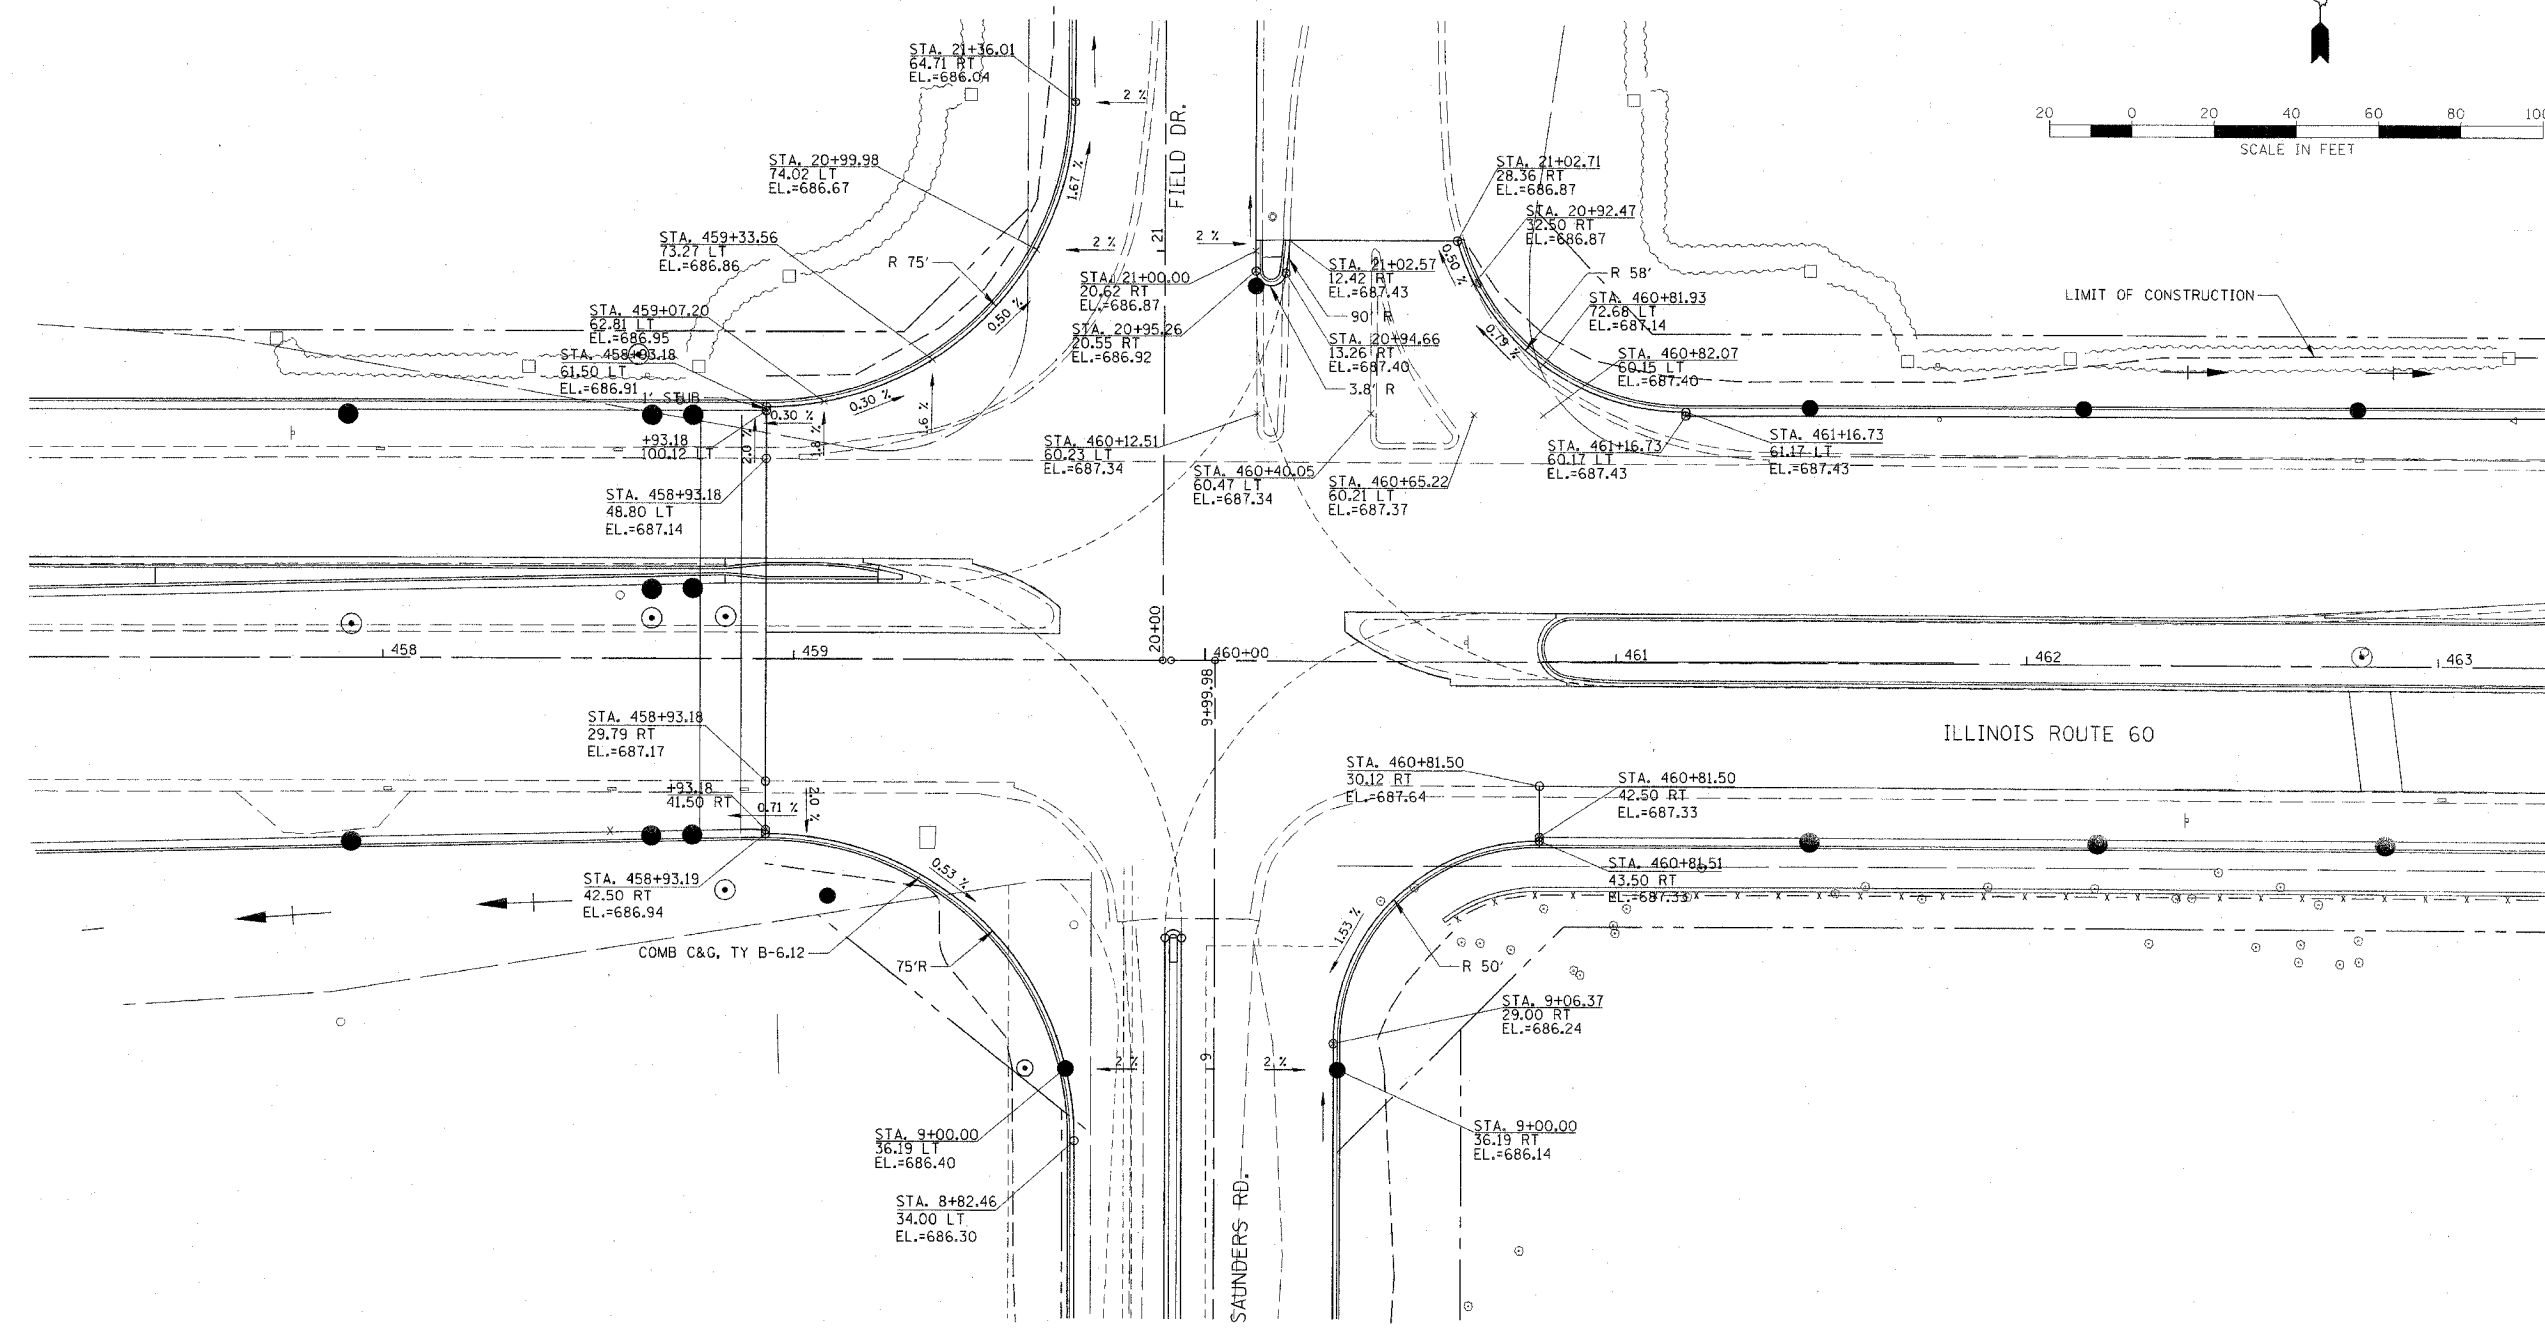 STA. 21+36.01
64.71 RT
EL.=686.04
2 %
FIELD DR.
20 0 20 40 60 80 100
SCALE IN FEET
STA. 20+99.98
74.02 LT
EL.=686.67
1.67 %
STA. 21+02.71
28.36 RT
EL.=686.87
STA. 20+92.47
32.50 RT
EL.=686.87
STA. 459+33.56
73.27 LT
EL.=686.86
R 75'
2 %
21
2 %
0.50 %
STA. 21+00.00
20.62 RT
EL.=686.87
STA. 21+02.57
12.42 RT
EL.=687.43
90' R
R 58'
STA. 460+81.93
72.68 LT
EL.=687.14
LIMIT OF CONSTRUCTION
STA. 459+07.20
62.81 LT
EL.=686.95
0.50 %
STA. 20+95.26
20.55 RT
EL.=686.92
STA. 20+94.66
13.26 RT
EL.=687.40
3.8' R
0.79 %
STA. 458+93.18
61.50 LT
EL.=686.91
1' STUB
STA. 460+82.07
60.15 LT
EL.=687.40
0.30 %
0.30 %
1.6 %
2.0 %
1.8 %
+93.18
100.12 LT
STA. 460+12.51
60.23 LT
EL.=687.34
STA. 460+40.05
60.47 LT
EL.=687.34
STA. 460+65.22
60.21 LT
EL.=687.37
STA. 461+16.73
60.17 LT
EL.=687.43
STA. 461+16.73
61.17 LT
EL.=687.43
STA. 458+93.18
48.80 LT
EL.=687.14
20+00
458
459
460+00
461
462
463
9+99.98
STA. 458+93.18
29.79 RT
EL.=687.17
ILLINOIS ROUTE 60
STA. 460+81.50
30.12 RT
EL.=687.64
STA. 460+81.50
42.50 RT
EL.=687.33
+93.18
41.50 RT
0.71 %
2.0 %
0.53 %
STA. 460+81.51
43.50 RT
EL.=687.33
STA. 458+93.19
42.50 RT
EL.=686.94
1.53 %
COMB C&G, TY B-6.12
75'R
R 50'
STA. 9+06.37
29.00 RT
EL.=686.24
2 %
9
2 %
STA. 9+00.00
36.19 LT
EL.=686.40
STA. 9+00.00
36.19 RT
EL.=686.14
STA. 8+82.46
34.00 LT
EL.=686.30
SAUNDERS RD.